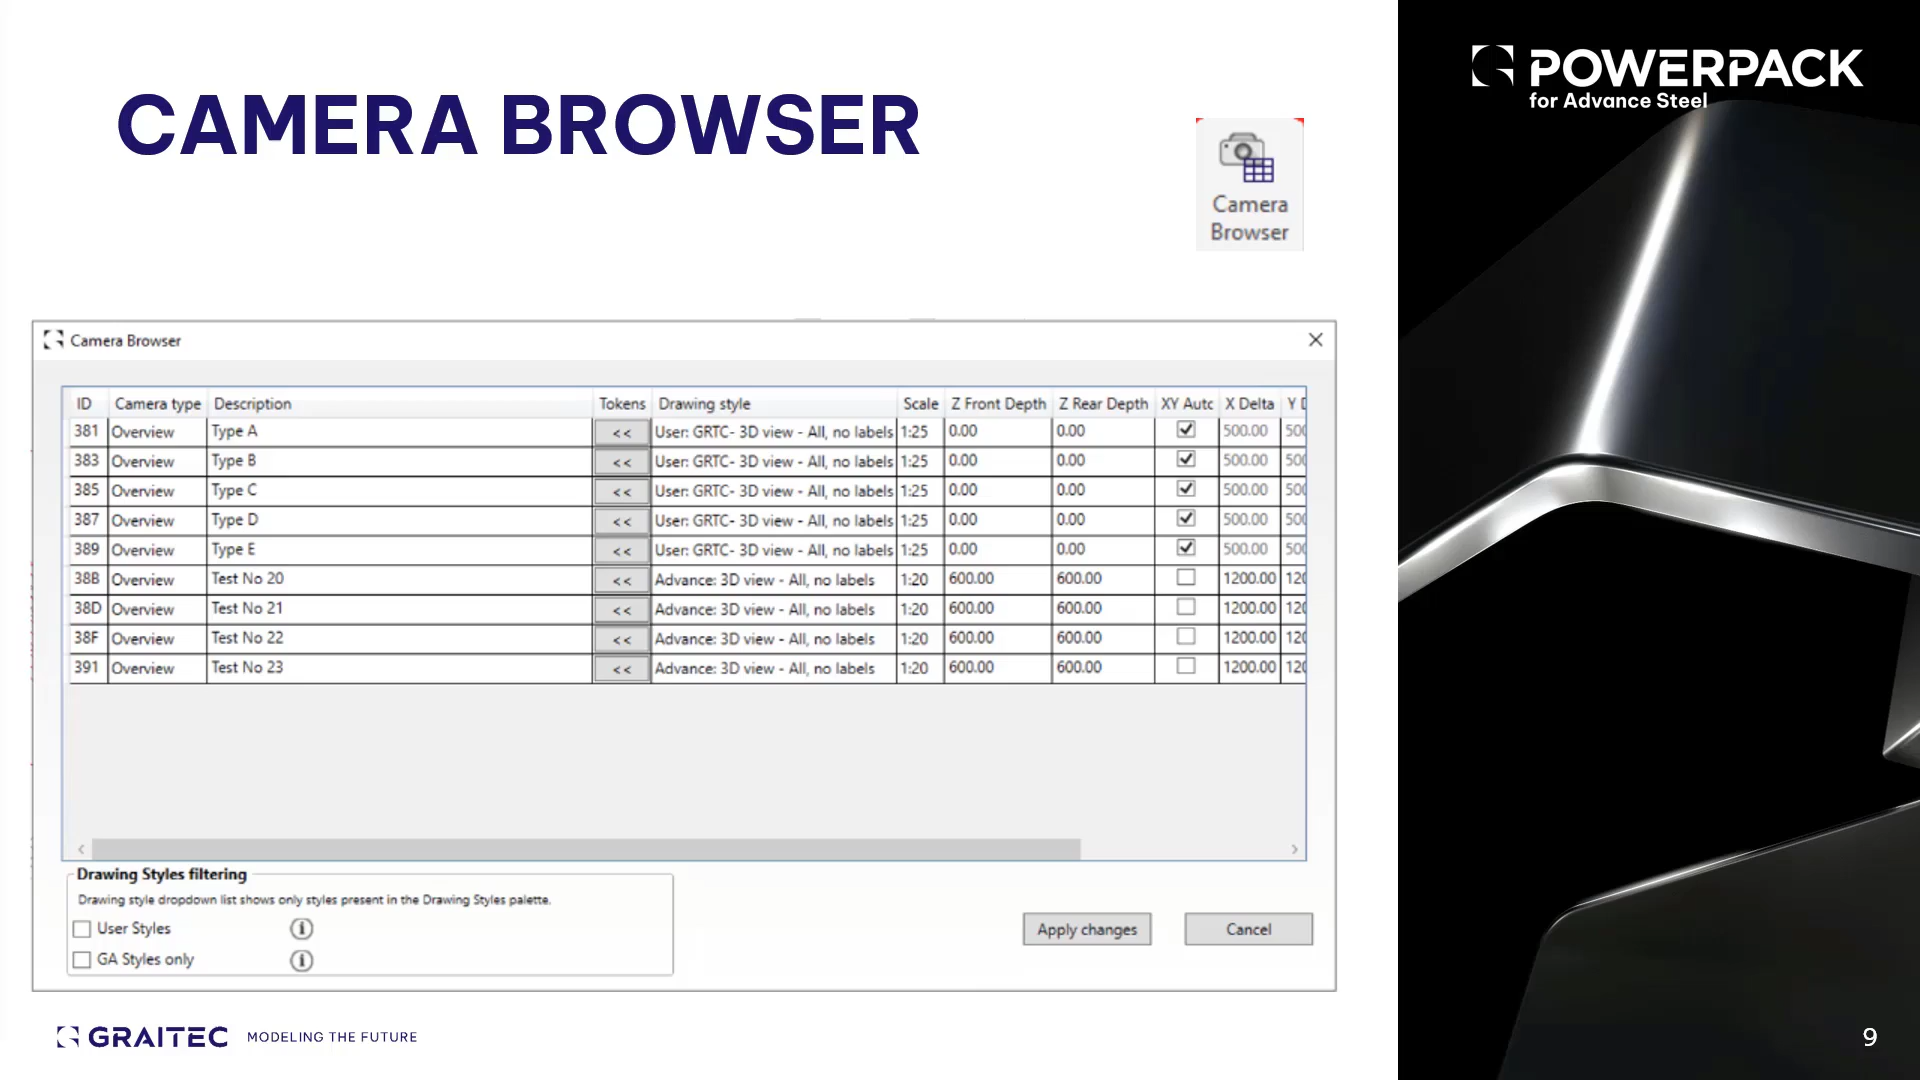 CAMERA BROWSER
POWERPACK
for Advance Steel
Camera
Browser
Camera Browser
ID Camera type Description Tokens Drawing style Scale Z Front Depth Z Rear Depth XY Autc X Delta Y D
381 Overview Type A << User: GRTC- 3D view - All, no labels 1:25 0.00 0.00 500.00 500
383 Overview Type B << User: GRTC- 3D view - All, no labels 1:25 0.00 0.00 500.00 500
385 Overview Type C << User: GRTC- 3D view - All, no labels 1:25 0.00 0.00 500.00 500
387 Overview Type D << User: GRTC- 3D view - All, no labels 1:25 0.00 0.00 500.00 500
389 Overview Type E << User: GRTC- 3D view - All, no labels 1:25 0.00 0.00 500.00 500
38B Overview Test No 20 << Advance: 3D view - All, no labels 1:20 600.00 600.00 1200.00 120
38D Overview Test No 21 << Advance: 3D view - All, no labels 1:20 600.00 600.00 1200.00 120
38F Overview Test No 22 << Advance: 3D view - All, no labels 1:20 600.00 600.00 1200.00 120
391 Overview Test No 23 << Advance: 3D view - All, no labels 1:20 600.00 600.00 1200.00 120
Drawing Styles filtering
Drawing style dropdown list shows only styles present in the Drawing Styles palette.
User Styles
GA Styles only
Apply changes Cancel
GRAITEC MODELING THE FUTURE
9